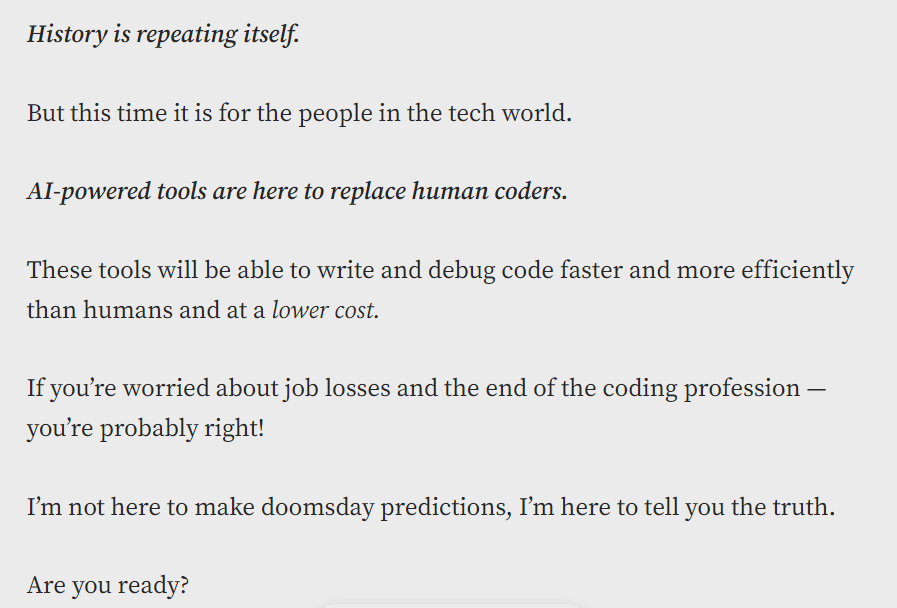 History is repeating itself.
But this time it is for the people in the tech world.
AI-powered tools are here to replace human coders.
These tools will be able to write and debug code faster and more efficiently
than humans and at a lower cost.
If you’re worried about job losses and the end of the coding profession —
you’re probably right!
I’m not here to make doomsday predictions, I’m here to tell you the truth.
Are you ready?